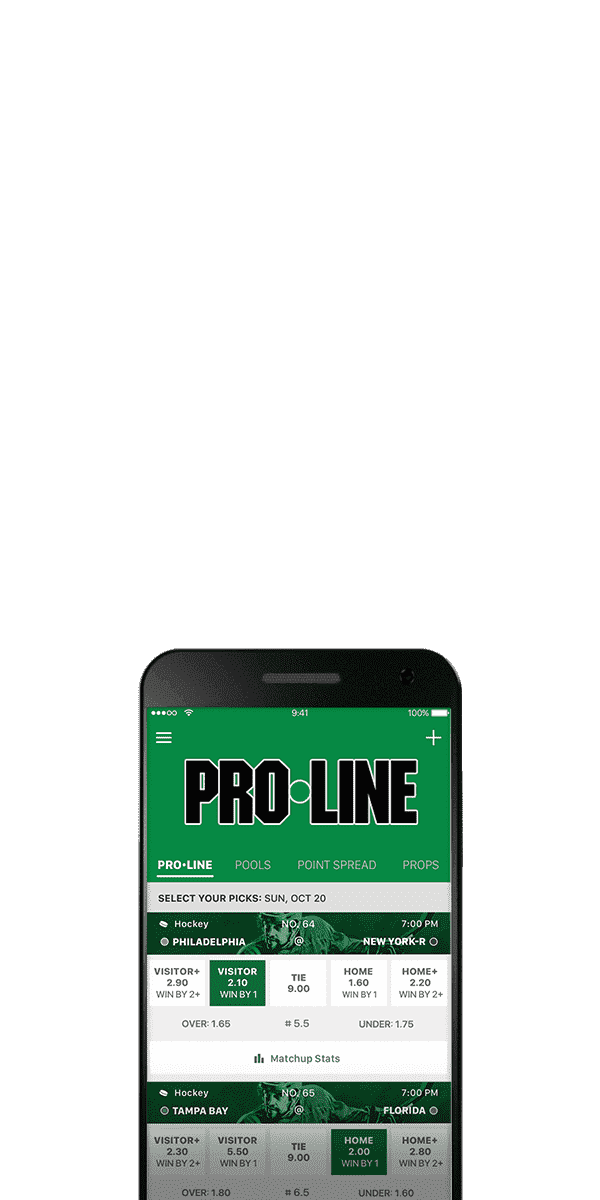 9:41 100%
PRO•LINE
PRO•LINE POOLS POINT SPREAD PROPS
SELECT YOUR PICKS: SUN, OCT 20
Hockey NO. 64 7:00 PM
PHILADELPHIA @ NEW YORK-R
VISITOR+ VISITOR TIE HOME HOME+
2.90 2.10 9.00 1.60 2.20
WIN BY 2+ WIN BY 1 WIN BY 1 WIN BY 2+
OVER: 1.65 # 5.5 UNDER: 1.75
Matchup Stats
Hockey NO. 65 7:00 PM
TAMPA BAY @ FLORIDA
VISITOR+ VISITOR TIE HOME HOME+
2.30 5.50 9.00 2.00 2.80
WIN BY 2+ WIN BY 1 WIN BY 1 WIN BY 2+
OVER: 1.80 # 6.5 UNDER: 1.60